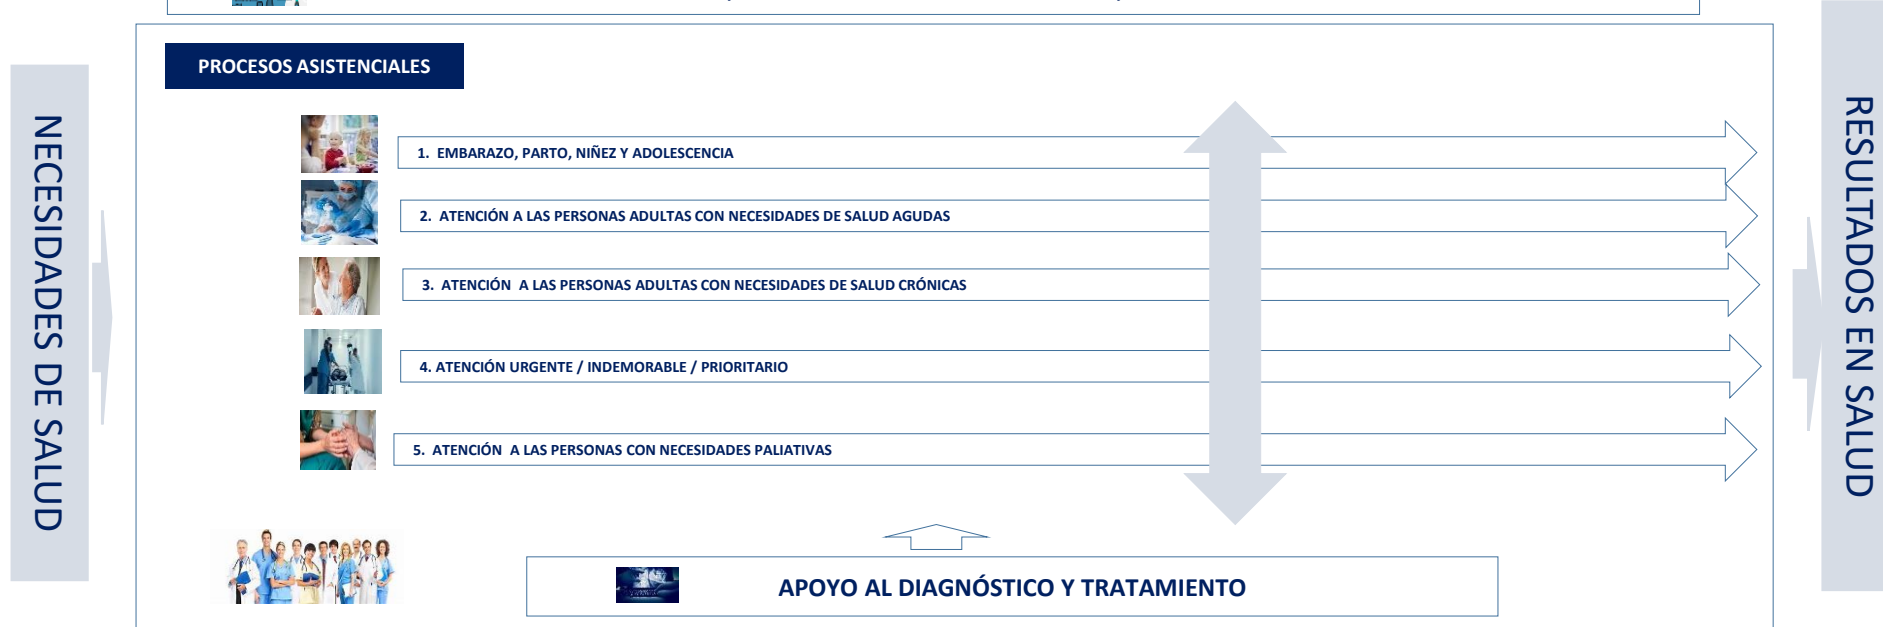 PROCESOS ASISTENCIALES
NECESIDADES DE SALUD
1. EMBARAZO, PARTO, NIÑEZ Y ADOLESCENCIA
2. ATENCIÓN A LAS PERSONAS ADULTAS CON NECESIDADES DE SALUD AGUDAS
3. ATENCIÓN A LAS PERSONAS ADULTAS CON NECESIDADES DE SALUD CRÓNICAS
4. ATENCIÓN URGENTE / INDEMORABLE / PRIORITARIO
5. ATENCIÓN A LAS PERSONAS CON NECESIDADES PALIATIVAS
APOYO AL DIAGNÓSTICO Y TRATAMIENTO
RESULTADOS EN SALUD